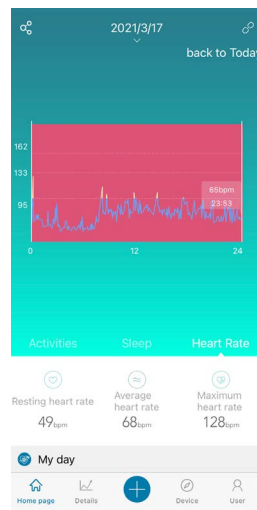 2021/3/17
back to Toda
162
133
95
65bpm
23:53
0 12 24
Activities Sleep Heart Rate
Resting heart rate
49bpm
Average
heart rate
68bpm
Maximum
heart rate
128bpm
My day
Home page Details Device User